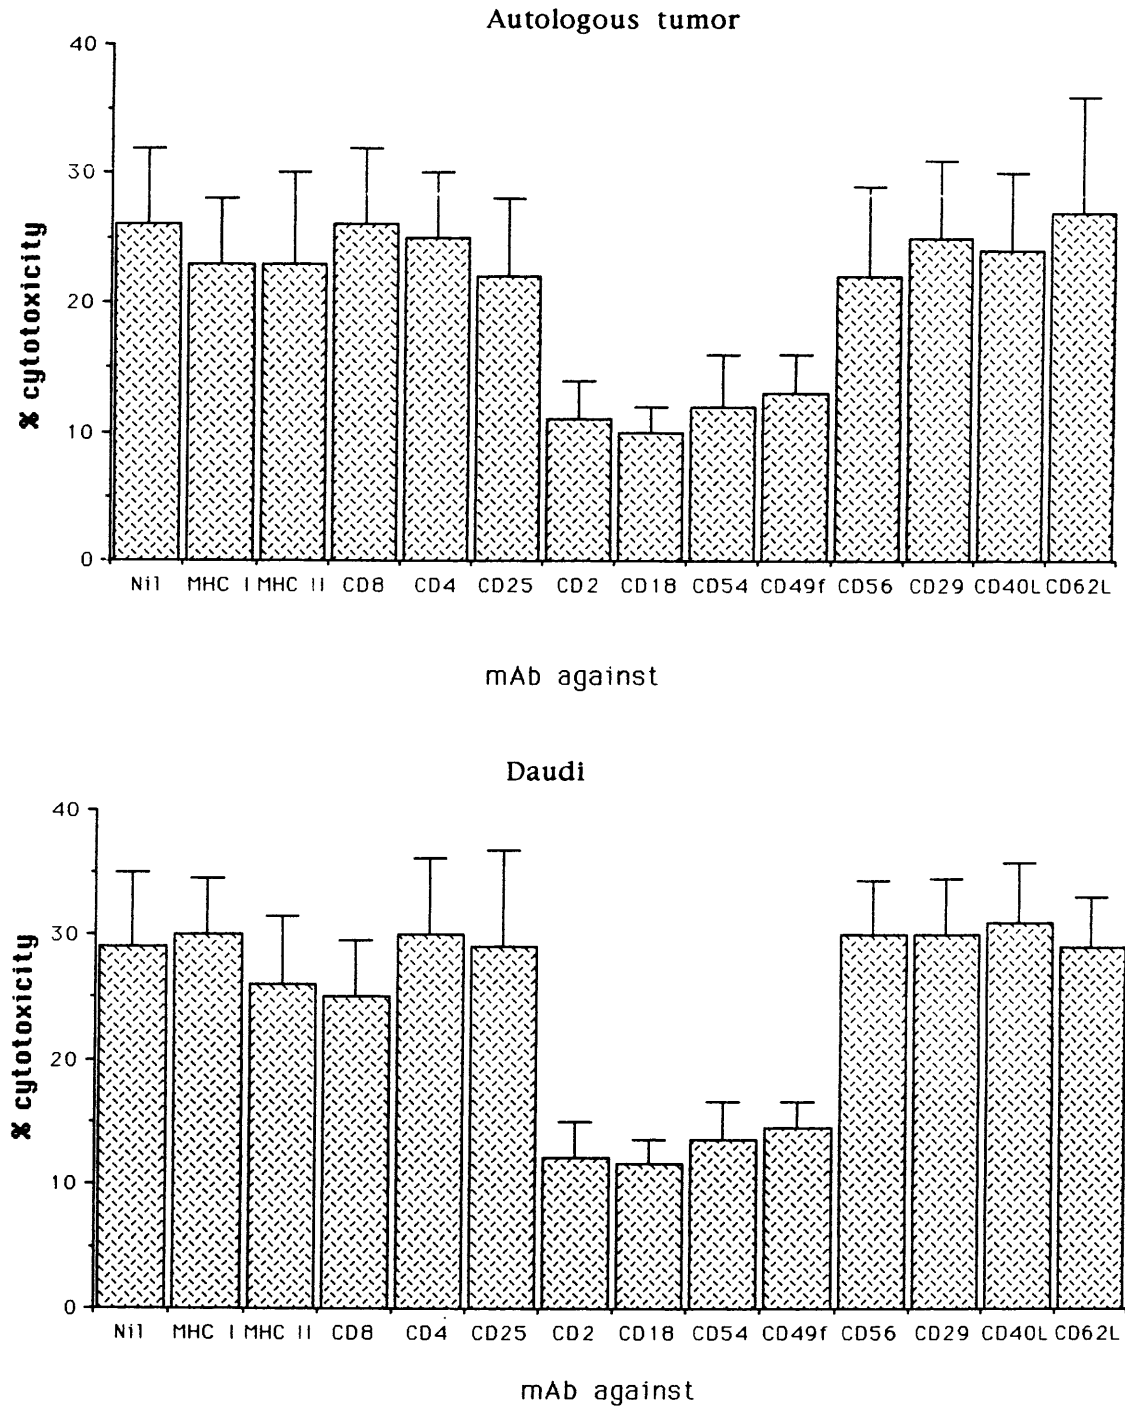 Autologous tumor
40
30
20
10
0
% cytotoxicity
Nil MHC I MHC II CD8 CD4 CD25 CD2 CD18 CD54 CD49f CD56 CD29 CD40L CD62L
mAb against
Daudi
40
30
20
10
0
% cytotoxicity
Nil MHC I MHC II CD8 CD4 CD25 CD2 CD18 CD54 CD49f CD56 CD29 CD40L CD62L
mAb against